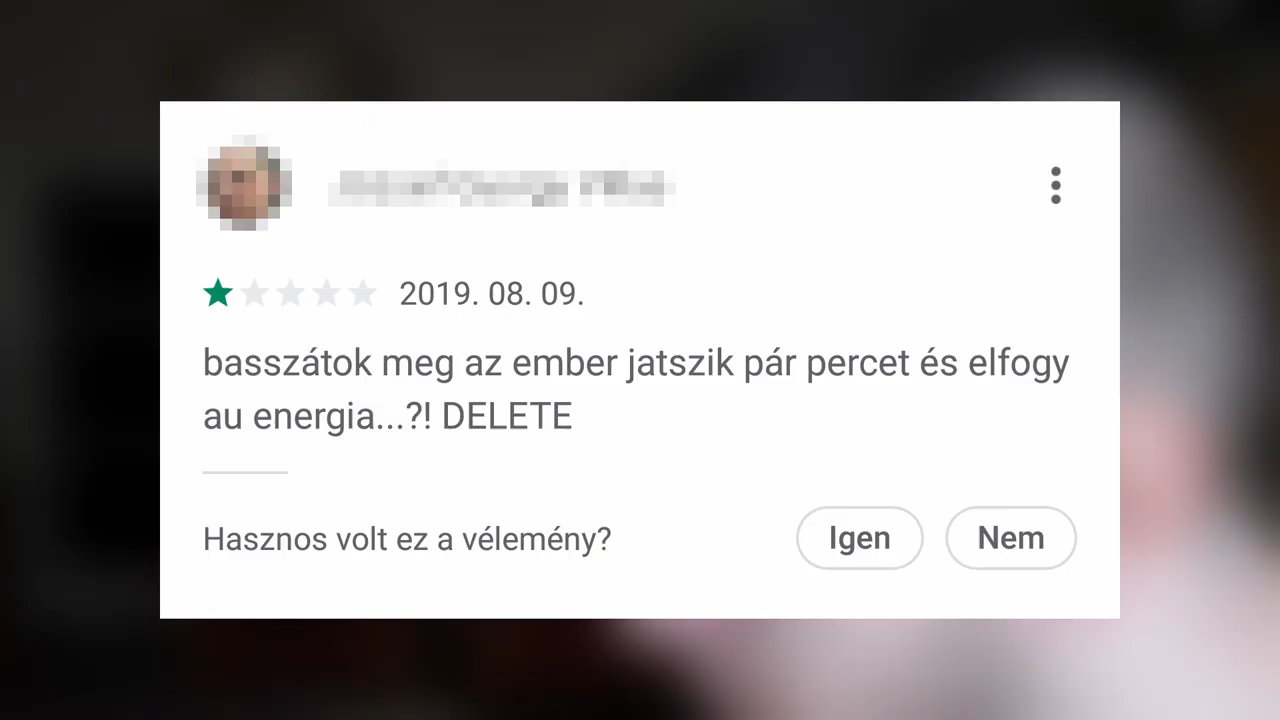 2019. 08. 09.
basszátok meg az ember jatszik pár percet és elfogy
au energia...?! DELETE
Hasznos volt ez a vélemény?
Igen
Nem